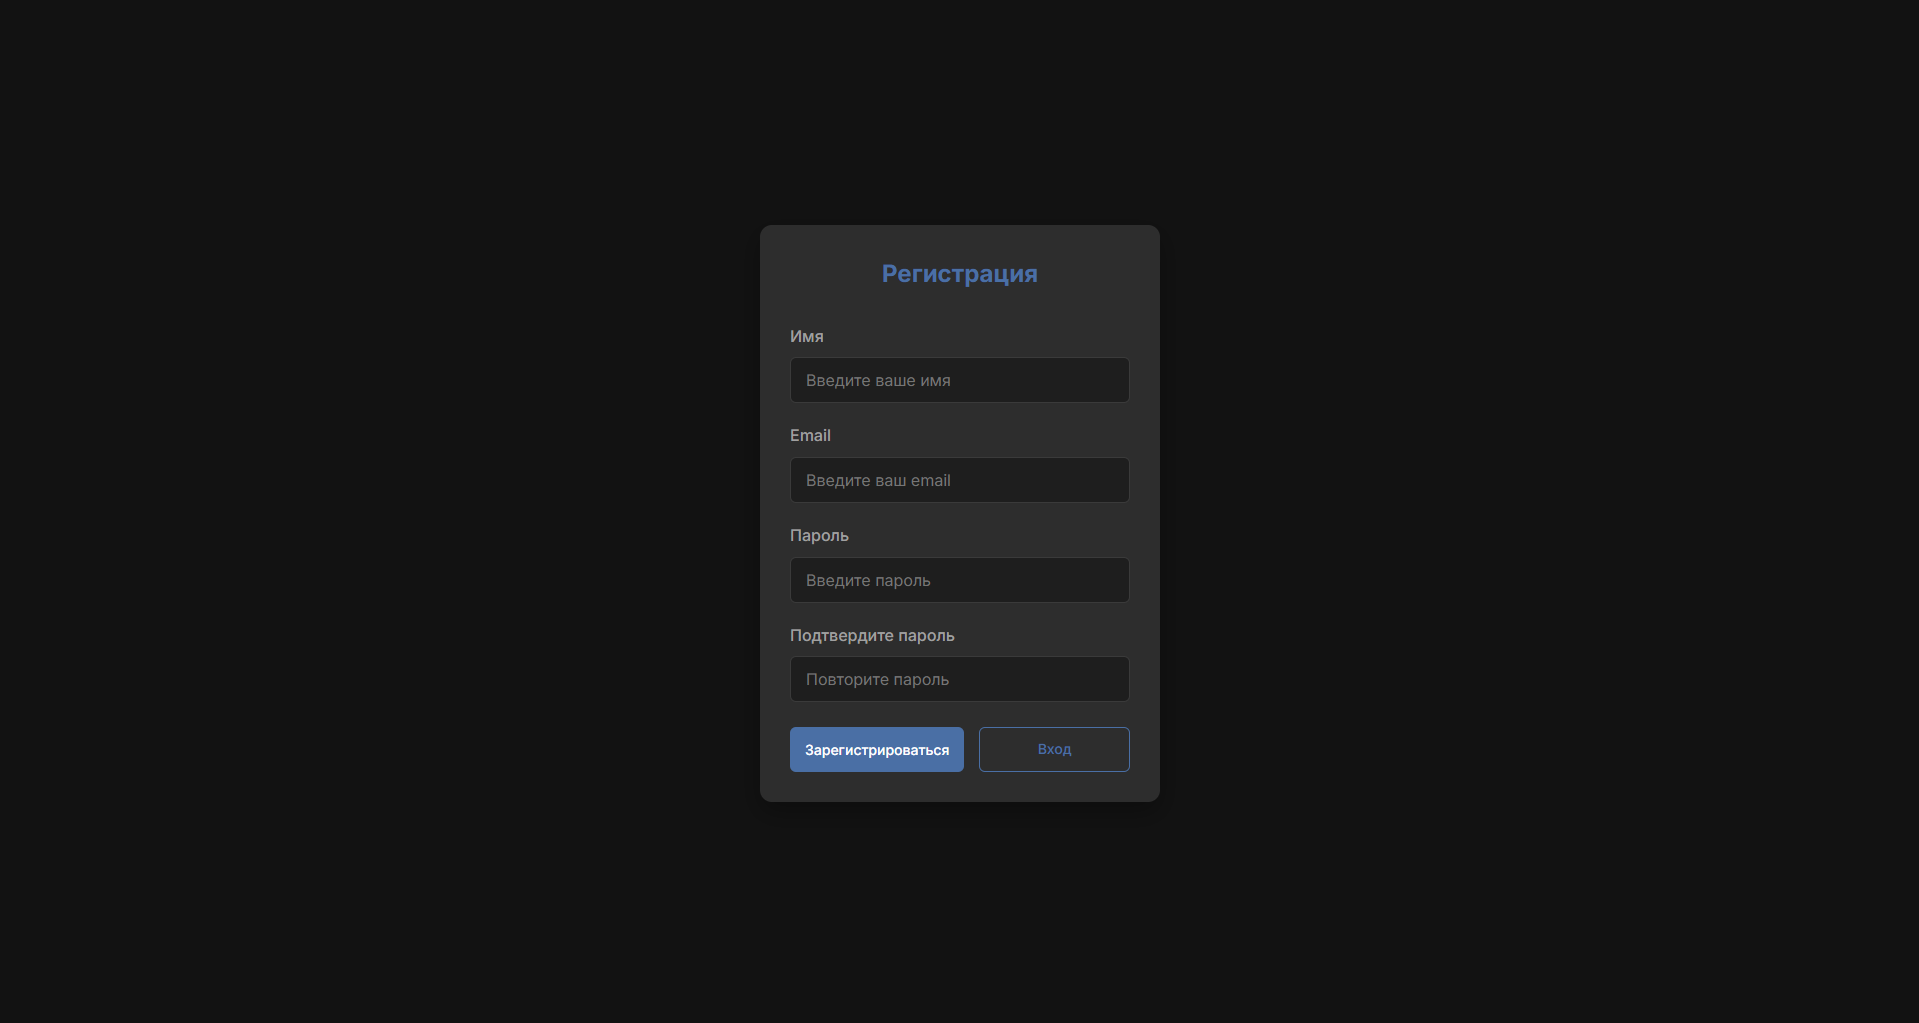 Регистрация
Имя
Введите ваше имя
Email
Введите ваш email
Пароль
Введите пароль
Подтвердите пароль
Повторите пароль
Зарегистрироваться
Вход